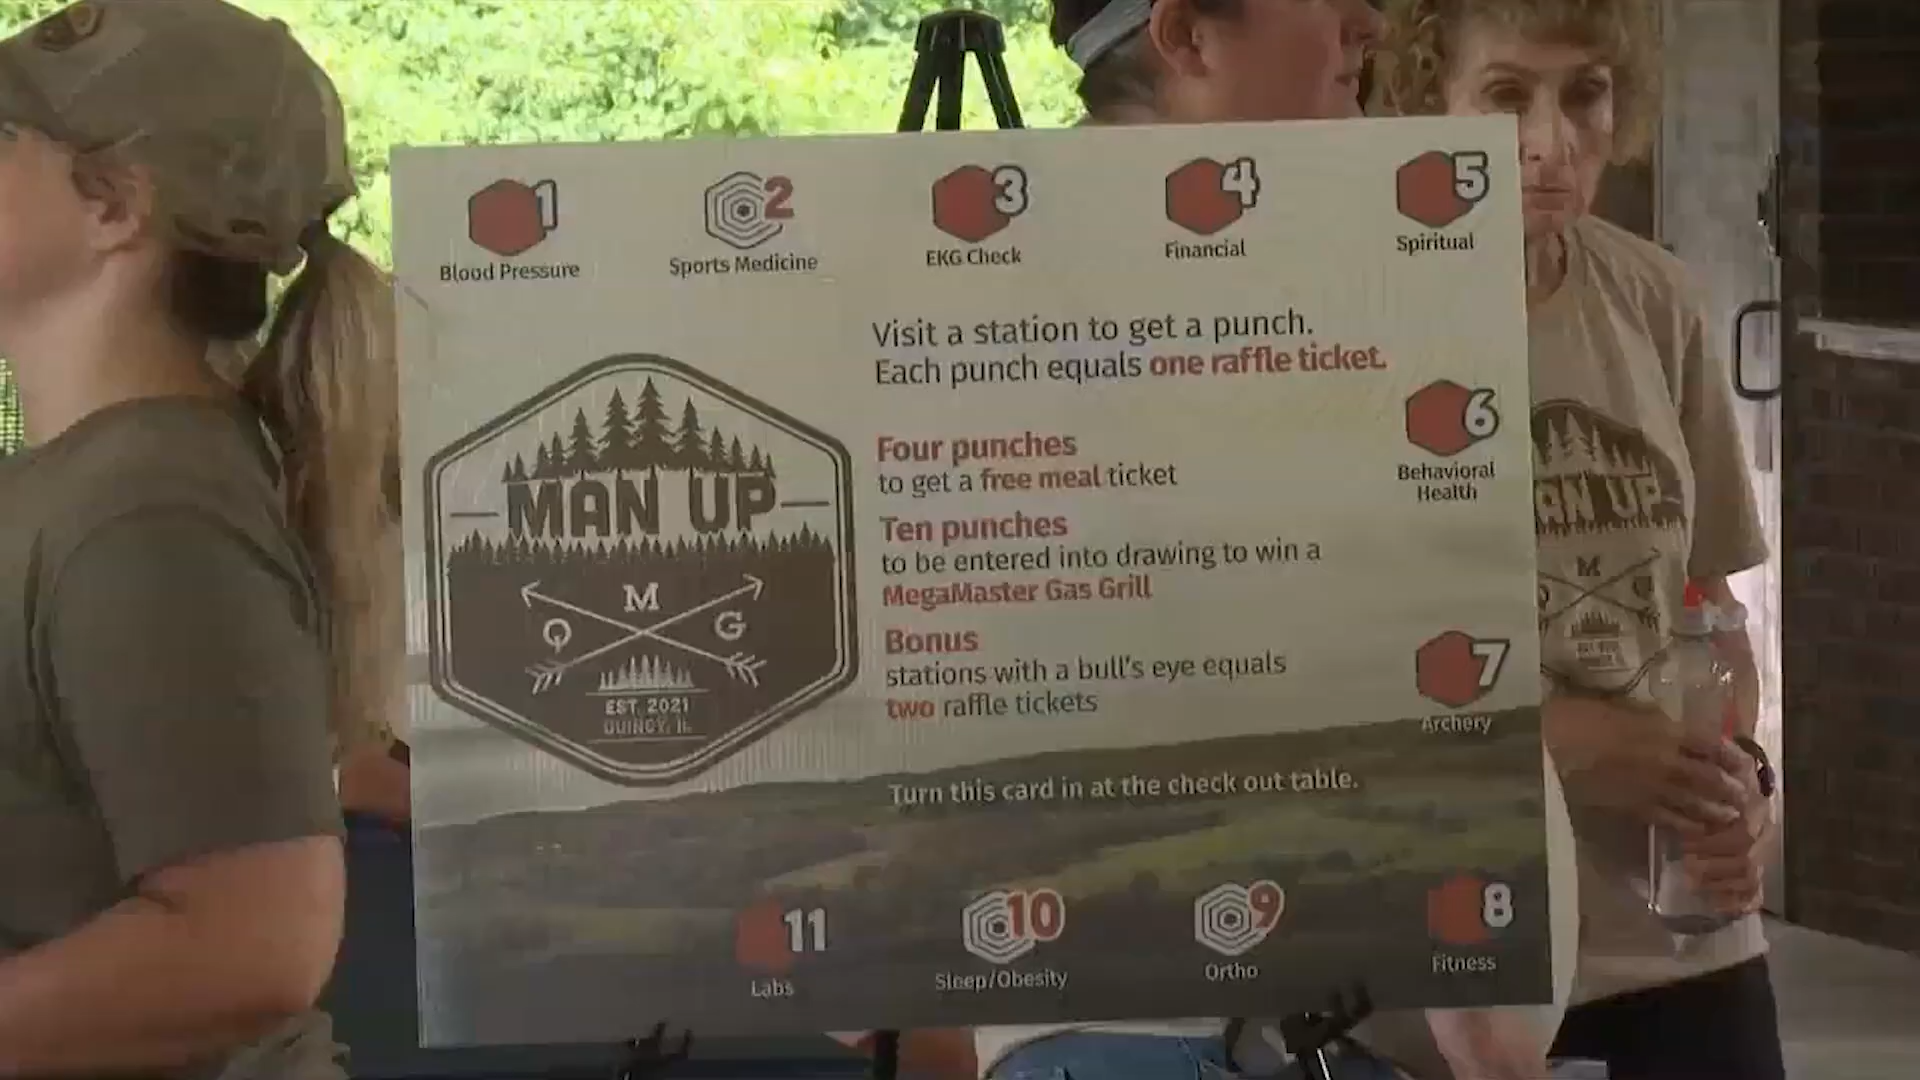 1
Blood Pressure
2
Sports Medicine
3
EKG Check
4
Financial
5
Spiritual
Visit a station to get a punch.
Each punch equals one raffle ticket.
Four punches
to get a free meal ticket
Ten punches
to be entered into drawing to win a
MegaMaster Gas Grill
Bonus
stations with a bull's eye equals
two raffle tickets
Turn this card in at the check out table.
MAN UP
M
Q G
EST. 2021
QUINCY, IL
6
Behavioral
Health
7
Archery
8
Fitness
9
Ortho
10
Sleep/Obesity
11
Labs
AN UP
M